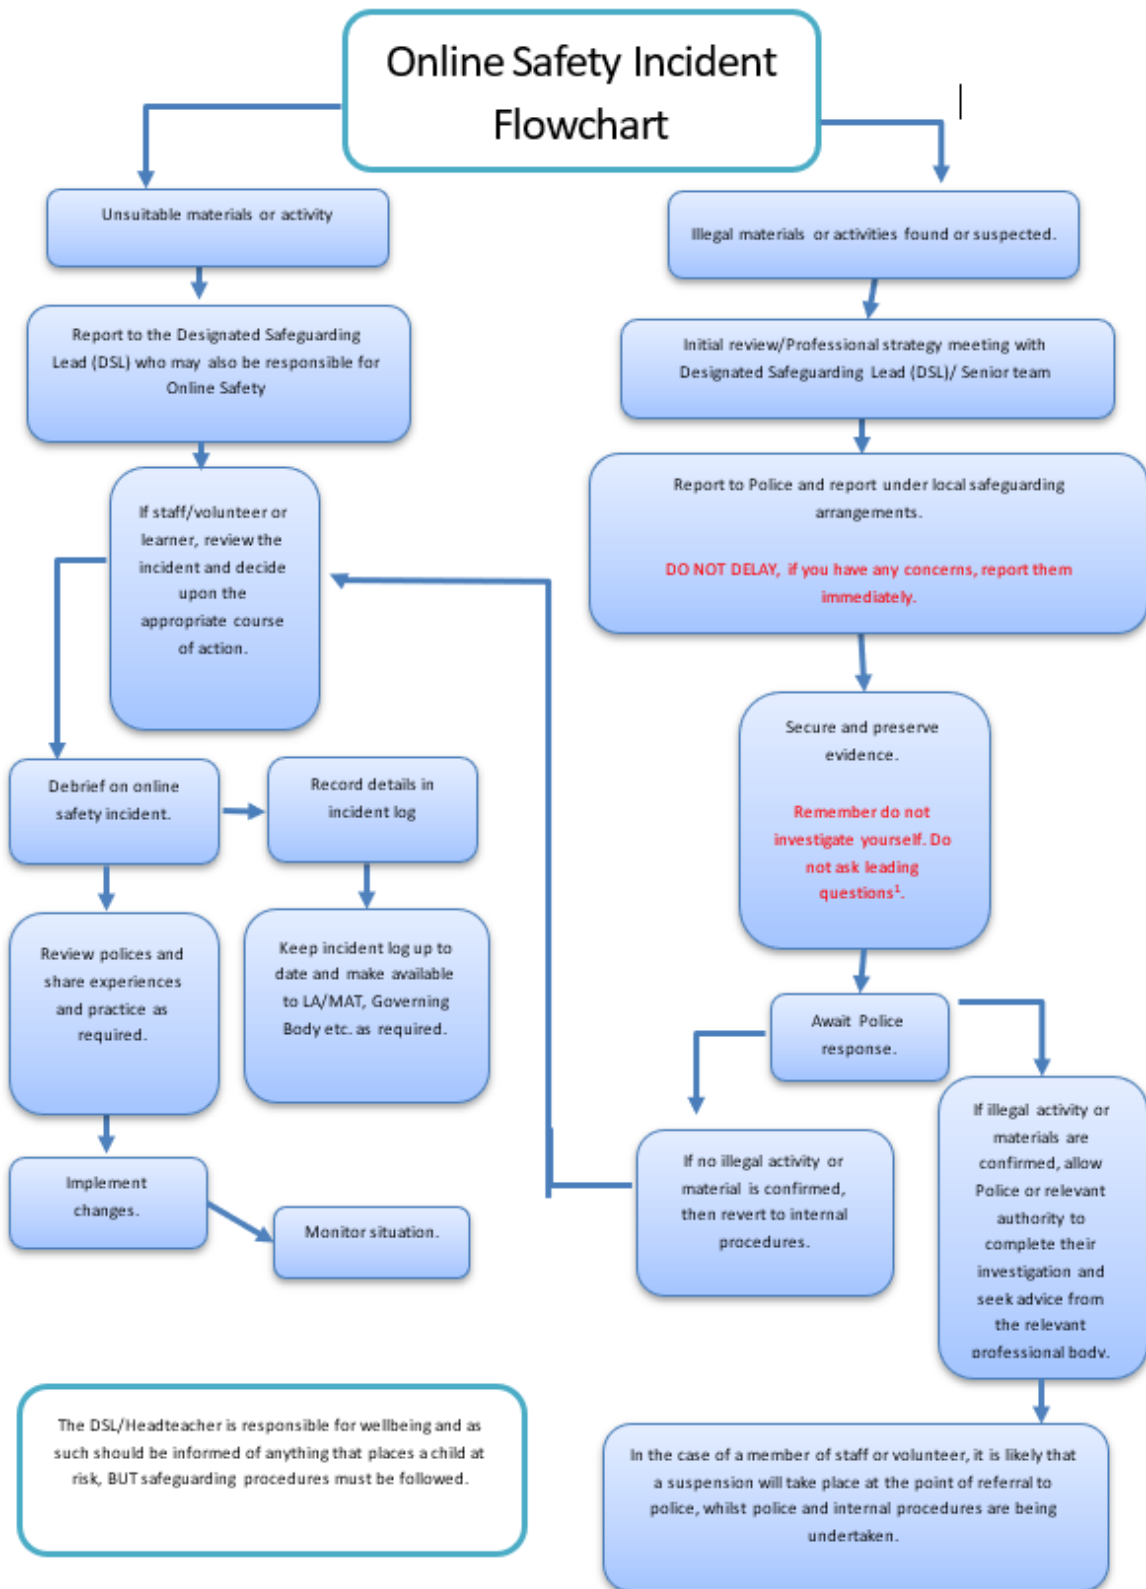 Online Safety Incident
Flowchart
Unsuitable materials or activity
Report to the Designated Safeguarding
Lead (DSL) who may also be responsible for
Online Safety
If staff/volunteer or
learner, review the
incident and decide
upon the
appropriate course
of action.
Debrief on online
safety incident.
Record details in
incident log
Review polices and
share experiences
and practice as
required.
Keep incident log up to
date and make available
to LA/MAT, Governing
Body etc. as required.
Implement
changes.
Monitor situation.
Illegal materials or activities found or suspected.
Initial review/Professional strategy meeting with
Designated Safeguarding Lead (DSL)/ Senior team
Report to Police and report under local safeguarding
arrangements.
DO NOT DELAY, if you have any concerns, report them
immediately.
Secure and preserve
evidence.
Remember do not
investigate yourself. Do
not ask leading
questions¹.
Await Police
response.
If no illegal activity or
material is confirmed,
then revert to internal
procedures.
If illegal activity or
materials are
confirmed, allow
Police or relevant
authority to
complete their
investigation and
seek advice from
the relevant
professional body.
In the case of a member of staff or volunteer, it is likely that
a suspension will take place at the point of referral to
police, whilst police and internal procedures are being
undertaken.
The DSL/Headteacher is responsible for wellbeing and as
such should be informed of anything that places a child at
risk, BUT safeguarding procedures must be followed.